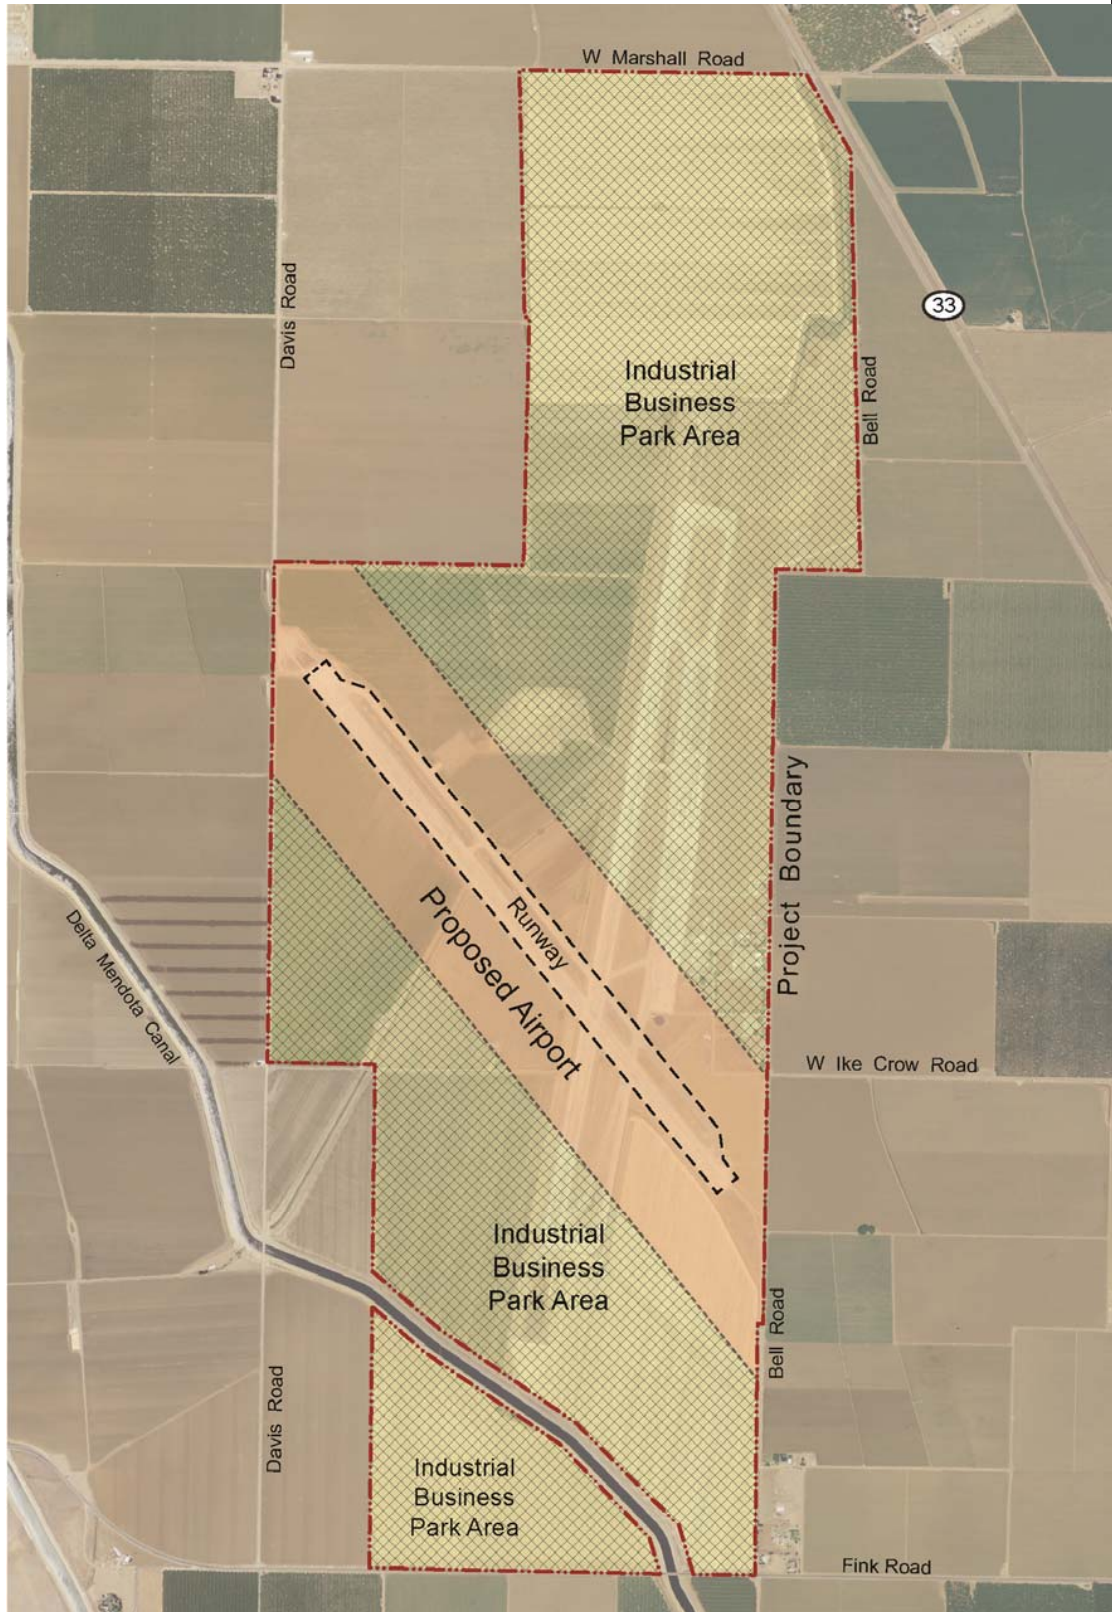 W Marshall Road
Davis Road
33
Industrial
Business
Park Area
Bell Road
Project Boundary
Runway
Proposed Airport
Delta Mendota Canal
W Ike Crow Road
Industrial
Business
Park Area
Bell Road
Davis Road
Industrial
Business
Park Area
Fink Road